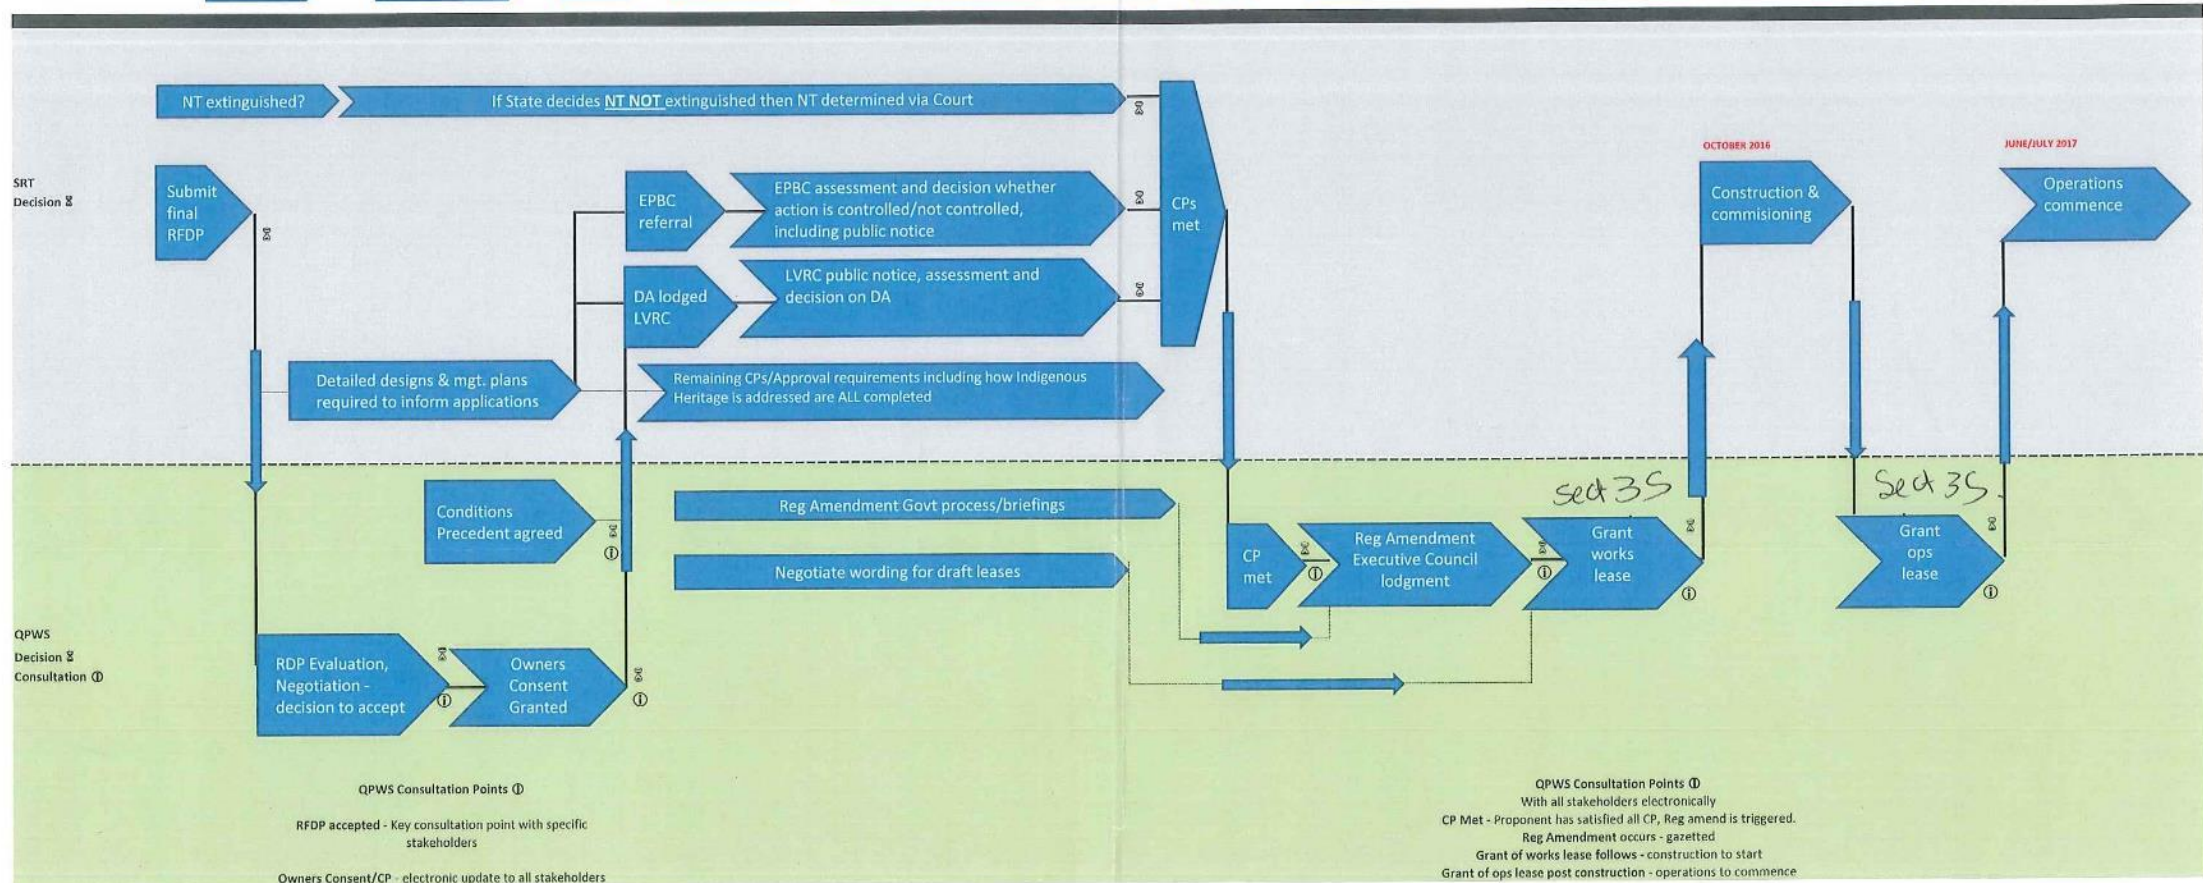 NT extinguished?
If State decides NT NOT extinguished then NT determined via Court
OCTOBER 2016
JUNE/JULY 2017
SRT
Decision
Submit
final
RFDP
EPBC
referral
EPBC assessment and decision whether
action is controlled/not controlled,
including public notice
CPs
met
Construction &
commisioning
Operations
commence
DA lodged
LVRC
LVRC public notice, assessment and
decision on DA
Detailed designs & mgt. plans
required to inform applications
Remaining CPs/Approval requirements including how Indigenous
Heritage is addressed are ALL completed
Conditions
Precedent agreed
Reg Amendment Govt process/briefings
Negotiate wording for draft leases
CP
met
Reg Amendment
Executive Council
lodgment
Sect 35
Grant
works
lease
Sect 35.
Grant
ops
lease
QPWS
Decision
Consultation ⓘ
RDP Evaluation,
Negotiation -
decision to accept
Owners
Consent
Granted
QPWS Consultation Points ⓘ
RFDP accepted - Key consultation point with specific
stakeholders
Owners Consent/CP - electronic update to all stakeholders
QPWS Consultation Points ⓘ
With all stakeholders electronically
CP Met - Proponent has satisfied all CP, Reg amend is triggered.
Reg Amendment occurs - gazetted
Grant of works lease follows - construction to start
Grant of ops lease post construction - operations to commence